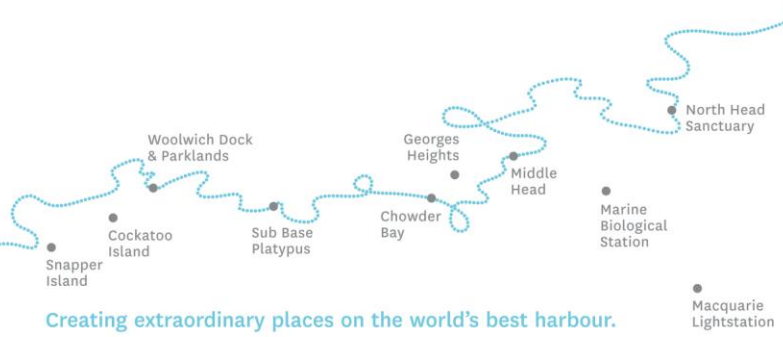 North Head
Sanctuary
Woolwich Dock
& Parklands
Georges
Heights
Middle
Head
Marine
Biological
Station
Chowder
Bay
Sub Base
Platypus
Cockatoo
Island
Snapper
Island
Macquarie
Lightstation
Creating extraordinary places on the world's best harbour.